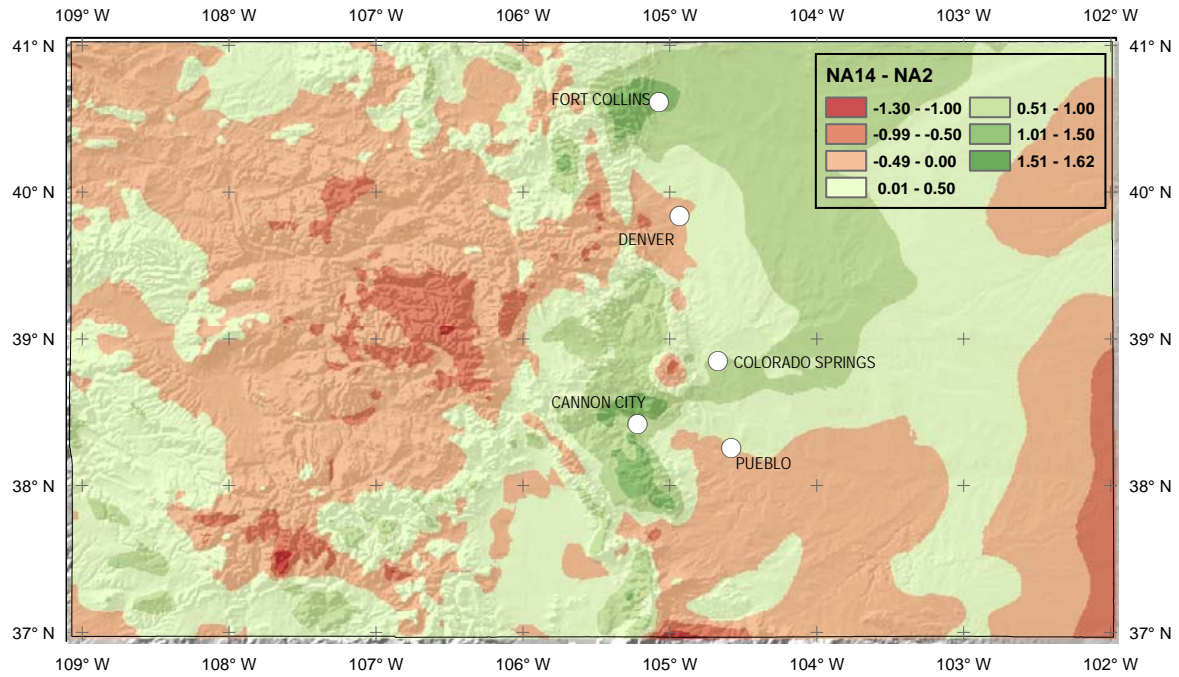 109° W 108° W 107° W 106° W 105° W 104° W 103° W 102° W
41° N 41° N
NA14 - NA2
-1.30 - -1.00 0.51 - 1.00
-0.99 - -0.50 1.01 - 1.50
-0.49 - 0.00 1.51 - 1.62
0.01 - 0.50
FORT COLLINS
40° N 40° N
DENVER
39° N 39° N
COLORADO SPRINGS
CANNON CITY
PUEBLO
38° N 38° N
37° N 37° N
109° W 108° W 107° W 106° W 105° W 104° W 103° W 102° W